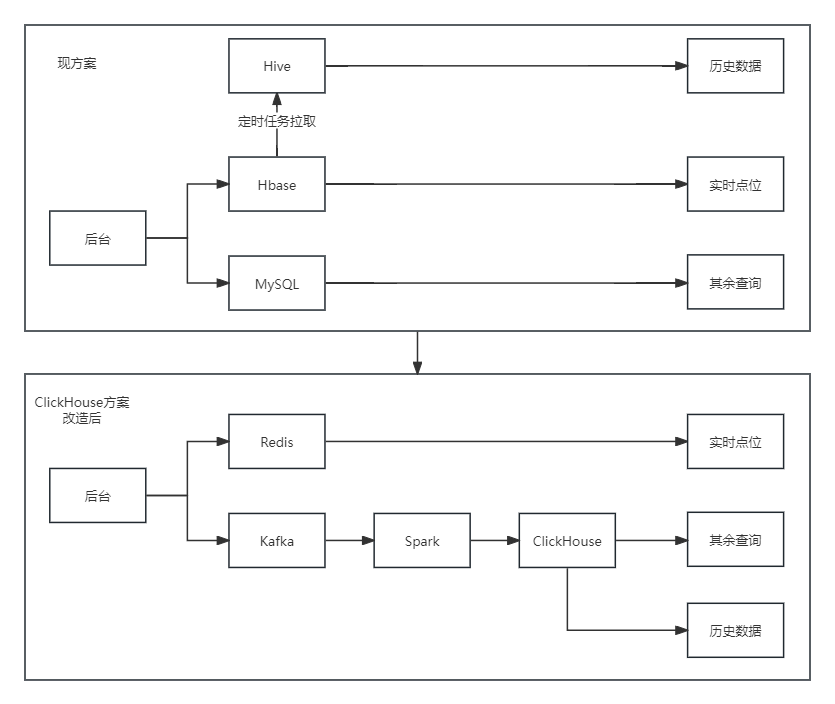 现方案
Hive
历史数据
定时任务拉取
Hbase
实时点位
后台
MySQL
其余查询
ClickHouse方案
改造后
Redis
实时点位
后台
Kafka
Spark
ClickHouse
其余查询
历史数据